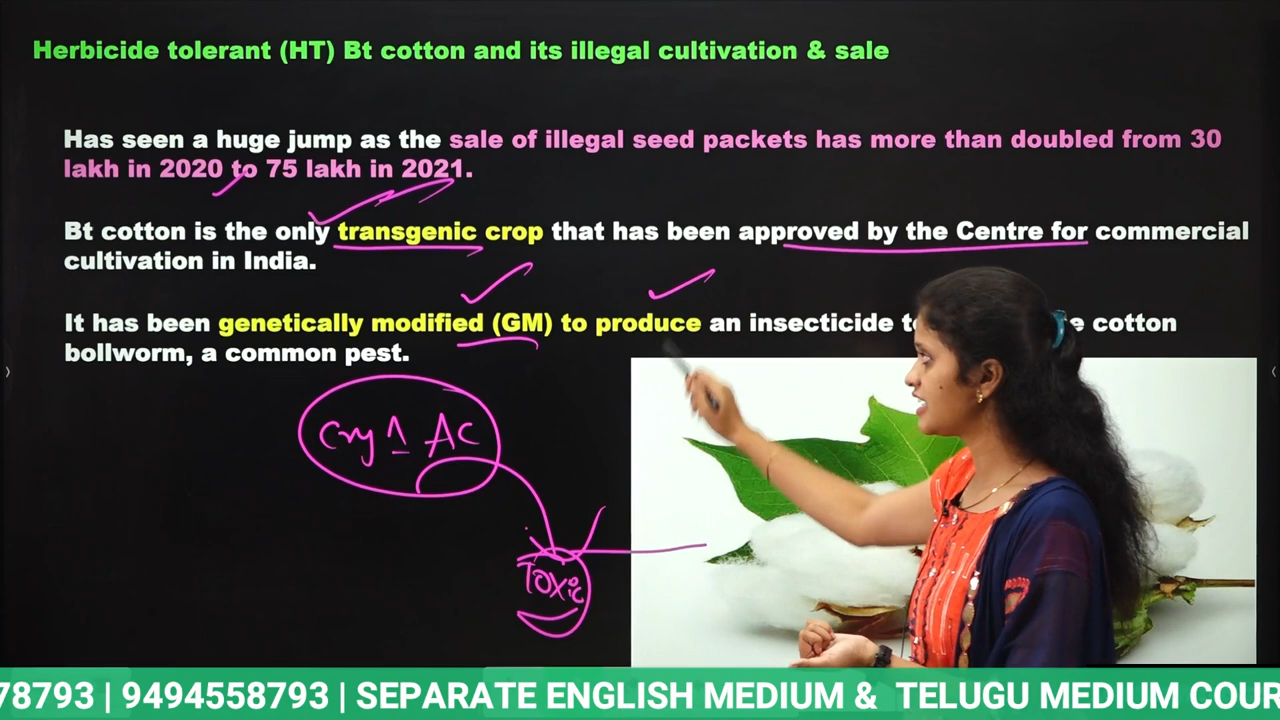 Herbicide tolerant (HT) Bt cotton and its illegal cultivation & sale
Has seen a huge jump as the sale of illegal seed packets has more than doubled from 30
lakh in 2020 to 75 lakh in 2021.
Bt cotton is the only transgenic crop that has been approved by the Centre for commercial
cultivation in India.
It has been genetically modified (GM) to produce an insecticide cotton
bollworm, a common pest.
Cry 1 AC
Toxic
78793 | 9494558793 | SEPARATE ENGLISH MEDIUM & TELUGU MEDIUM COUR